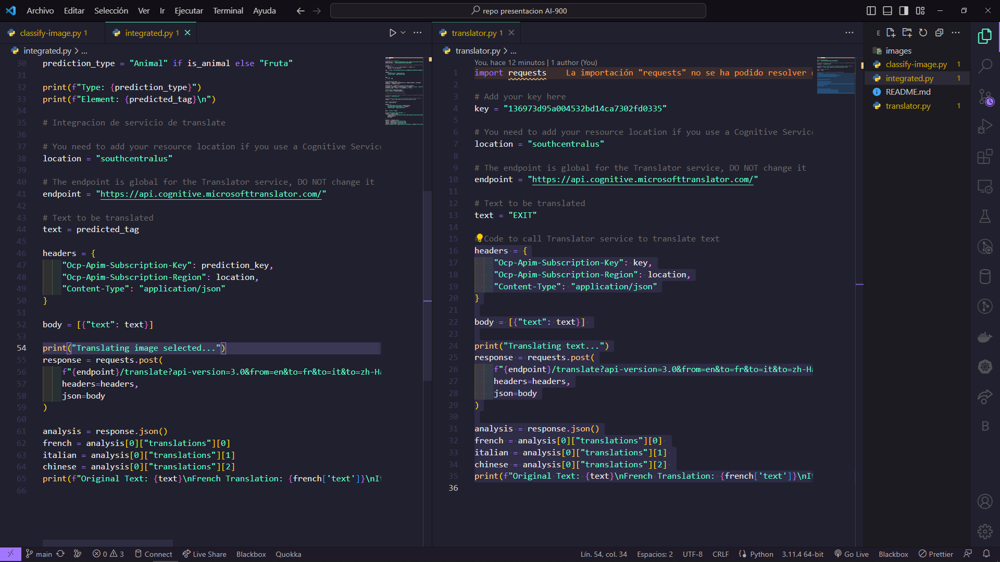 Archivo Editar Selección Ver Ir Ejecutar Terminal Ayuda
repo presentacion AI-900
classify-image.py 1
integrated.py 1
integrated.py > ...
30 prediction_type = "Animal" if is_animal else "Fruta"
31
32 print(f"Type: {prediction_type}")
33 print(f"Element: {predicted_tag}\n")
34
35 # Integracion de servicio de translate
36
37 # You need to add your resource location if you use a Cognitive Servic
38 location = "southcentralus"
39
40 # The endpoint is global for the Translator service, DO NOT change it
41 endpoint = "https://api.cognitive.microsofttranslator.com/"
42
43 # Text to be translated
44 text = predicted_tag
45
46 headers = {
47 "Ocp-Apim-Subscription-Key": prediction_key,
48 "Ocp-Apim-Subscription-Region": location,
49 "Content-Type": "application/json"
50 }
51
52 body = [{"text": text}]
53
54 print("Translating image selected...")
55 response = requests.post(
56 f"{endpoint}/translate?api-version=3.0&from=en&to=fr&to=it&to=zh-Ha
57 headers=headers,
58 json=body
59 )
60
61 analysis = response.json()
62 french = analysis[0]["translations"][0]
63 italian = analysis[0]["translations"][1]
64 chinese = analysis[0]["translations"][2]
65 print(f"Original Text: {text}\nFrench Translation: {french['text']}\nIt
66
translator.py 1
translator.py > ...
You, hace 12 minutos | 1 author (You)
1 import requests La importación "requests" no se ha podido resolver
2
3 # Add your key here
4 key = "136973d95a004532bd14ca7302fd0335"
5
6 # You need to add your resource location if you use a Cognitive Service
7 location = "southcentralus"
8
9 # The endpoint is global for the Translator service, DO NOT change it
10 endpoint = "https://api.cognitive.microsofttranslator.com/"
11
12 # Text to be translated
13 text = "EXIT"
14
15 # Code to call Translator service to translate text
16 headers = {
17 "Ocp-Apim-Subscription-Key": key,
18 "Ocp-Apim-Subscription-Region": location,
19 "Content-Type": "application/json"
20 }
21
22 body = [{"text": text}]
23
24 print("Translating text...")
25 response = requests.post(
26 f"{endpoint}/translate?api-version=3.0&from=en&to=fr&to=it&to=zh-Ha
27 headers=headers,
28 json=body
29 )
30
31 analysis = response.json()
32 french = analysis[0]["translations"][0]
33 italian = analysis[0]["translations"][1]
34 chinese = analysis[0]["translations"][2]
35 print(f"Original Text: {text}\nFrench Translation: {french['text']}\nIt
36
E
images
classify-image.py 1
integrated.py 1
README.md
translator.py 1
main 0 3 Connect Live Share Blackbox Quokka
Lín. 54, col. 34 Espacios: 2 UTF-8 CRLF Python 3.11.4 64-bit Go Live Blackbox Prettier